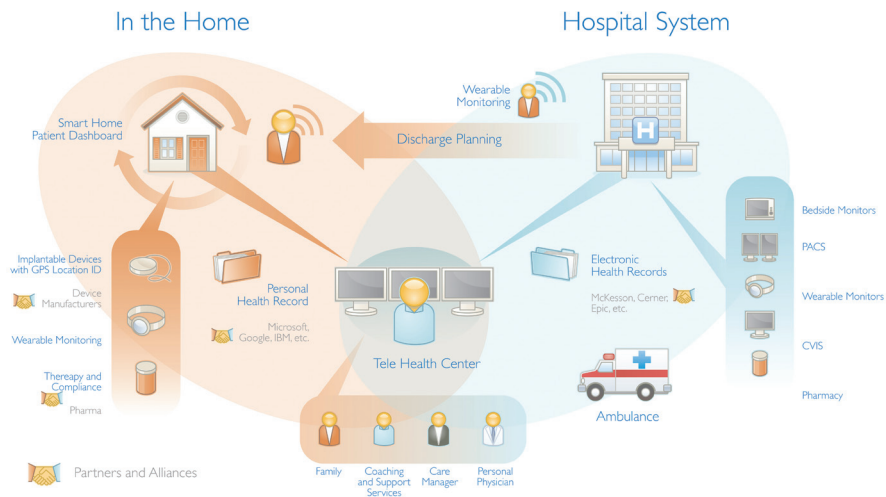 In the Home
Hospital System
Wearable
Monitoring
Smart Home
Patient Dashboard
Discharge Planning
H
Implantable Devices
with GPS Location ID
Device
Manufacturers
Wearable Monitoring
Thereapy and
Compliance
Pharma
Personal
Health Record
Microsoft,
Google, IBM, etc.
Electronic
Health Records
McKesson, Cerner,
Epic, etc.
Tele Health Center
Ambulance
Bedside Monitors
PACS
Wearable Monitors
CVIS
Pharmacy
Family
Coaching
and Support
Services
Care
Manager
Personal
Physician
Partners and Alliances